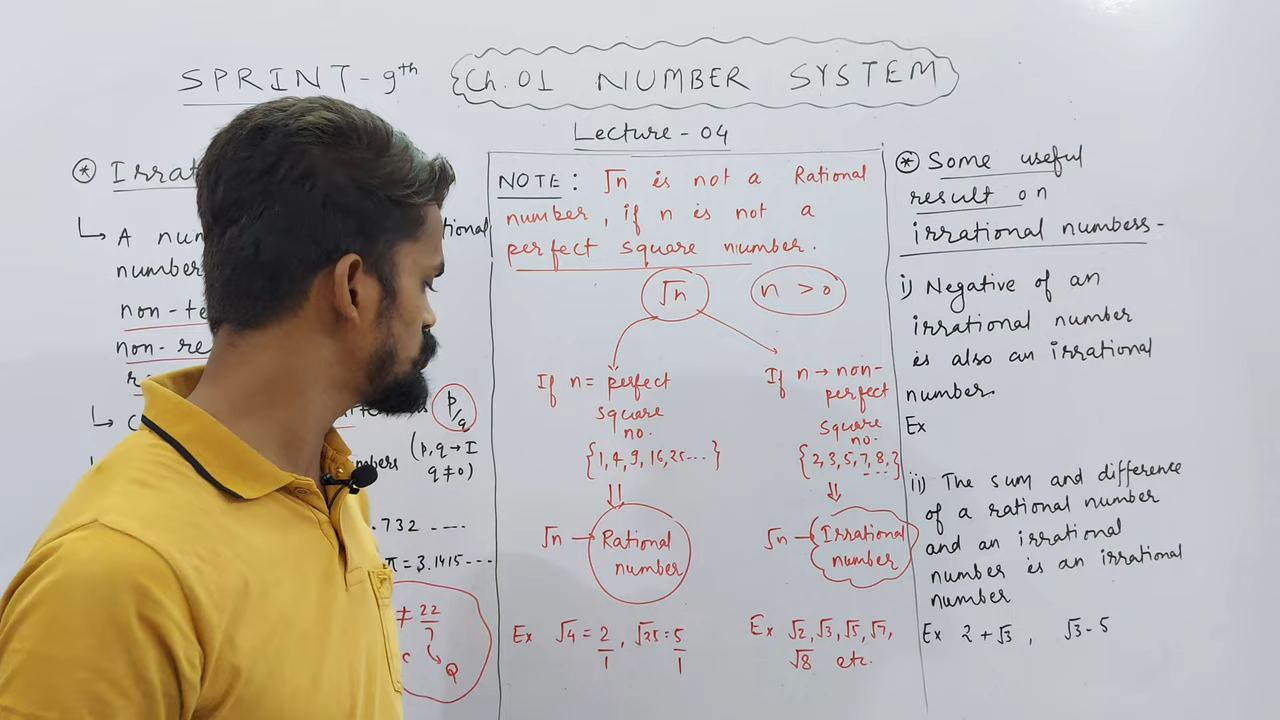 SPRINT-9th
Ch.01 NUMBER SYSTEM
Lecture-04
* Irrat
A num
tional
number
non-te
non-re
p/q
(p,q→I
mbers
q≠0)
.732 ----
π=3.1415---
≠ 22/7
Q
NOTE: √n is not a Rational
number, if n is not a
perfect square number.
√n
n > 0
If n= perfect
square
no.
{1,4,9,16,25...}
⇓
√n → Rational
number
Ex √4 = 2/1, √25 = 5/1
If n → non-
perfect
square
no.
{2,3,5,7,8,---}
⇓
√n → Irrational
number
Ex √2, √3, √5, √7,
√8 etc.
* Some useful
result on
irrational numbers-
i) Negative of an
irrational number
is also an irrational
number.
Ex
ii) The sum and difference
of a rational number
and an irrational
number is an irrational
number
Ex 2+√3, √3-5